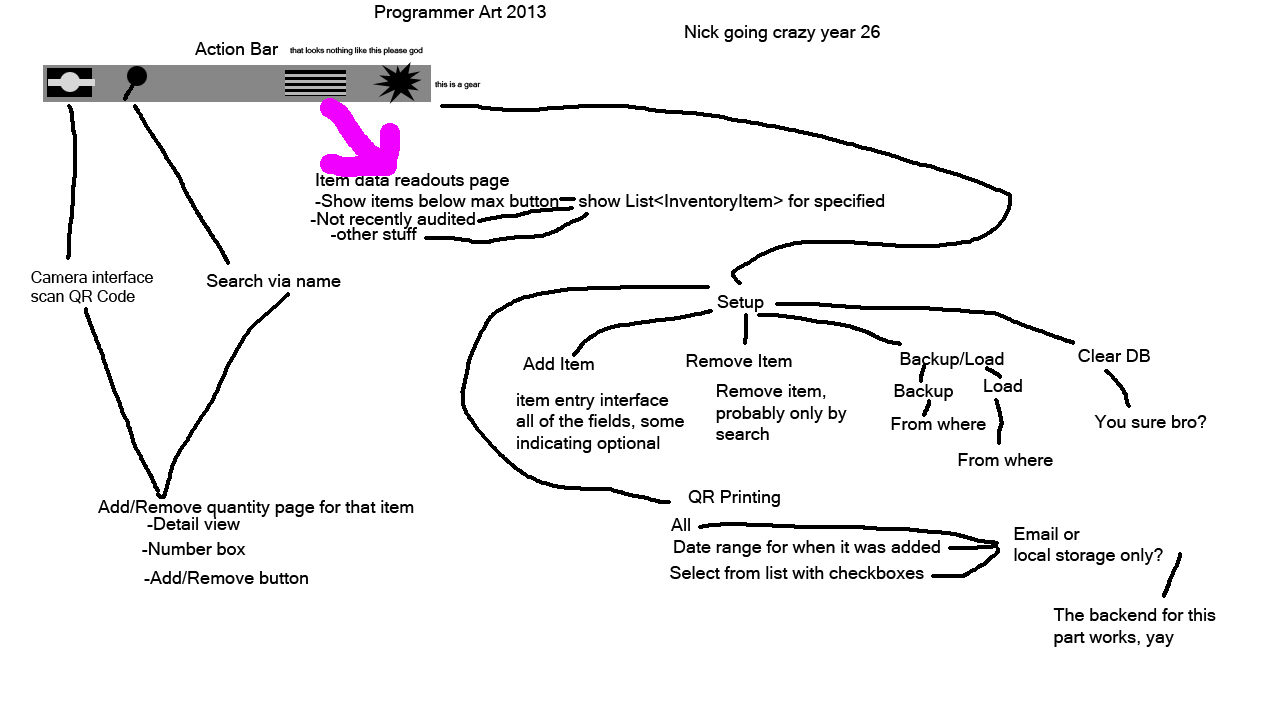 Programmer Art 2013
Nick going crazy year 26
Action Bar
that looks nothing like this please god
this is a gear
Item data readouts page
-Show items below max button
show List<InventoryItem> for specified
-Not recently audited
-other stuff
Camera interface
scan QR Code
Search via name
Setup
Add Item
item entry interface
all of the fields, some
indicating optional
Remove Item
Remove item,
probably only by
search
Backup/Load
Backup
Load
From where
From where
Clear DB
You sure bro?
Add/Remove quantity page for that item
-Detail view
-Number box
-Add/Remove button
QR Printing
All
Date range for when it was added
Select from list with checkboxes
Email or
local storage only?
The backend for this
part works, yay